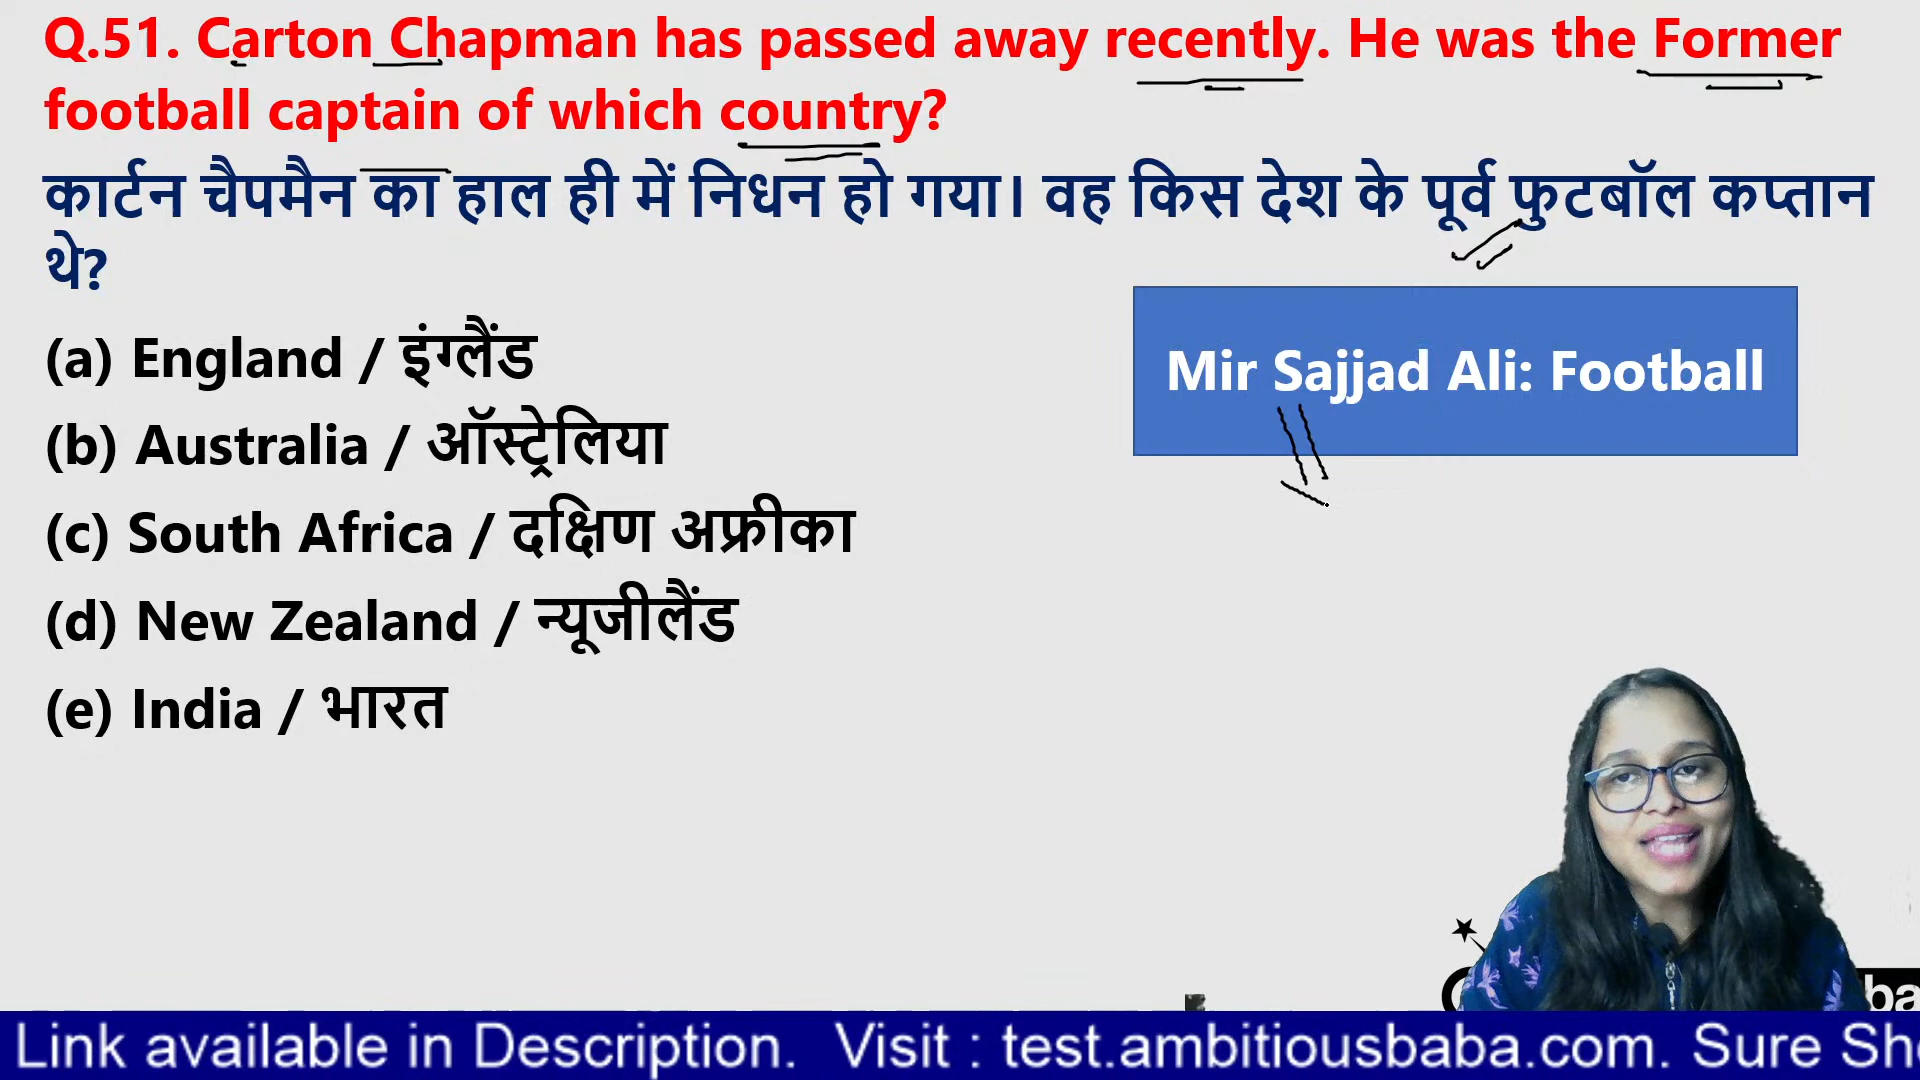 Q.51. Carton Chapman has passed away recently. He was the Former
football captain of which country?
कार्टन चैपमैन का हाल ही में निधन हो गया। वह किस देश के पूर्व फुटबॉल कप्तान
थे?
(a) England / इंग्लैंड
(b) Australia / ऑस्ट्रेलिया
(c) South Africa / दक्षिण अफ्रीका
(d) New Zealand / न्यूजीलैंड
(e) India / भारत
Mir Sajjad Ali: Football
Link available in Description. Visit : test.ambitiousbaba.com. Sure